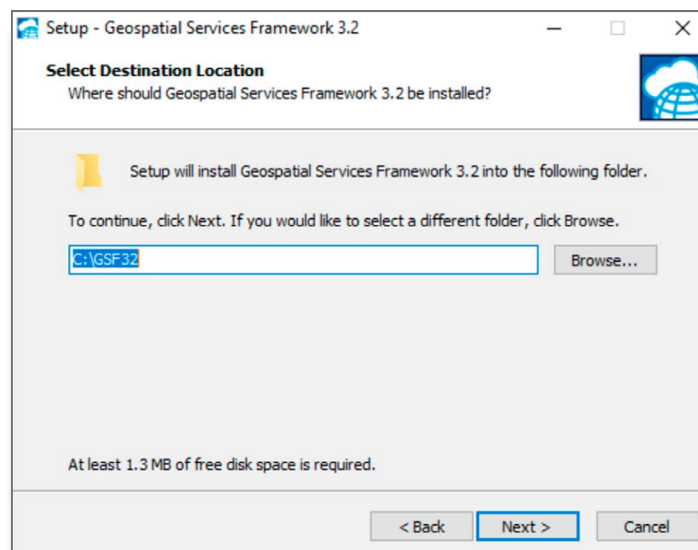 Setup - Geospatial Services Framework 3.2
Select Destination Location
Where should Geospatial Services Framework 3.2 be installed?
Setup will install Geospatial Services Framework 3.2 into the following folder.
To continue, click Next. If you would like to select a different folder, click Browse.
C:\GSF32
Browse...
At least 1.3 MB of free disk space is required.
< Back
Next >
Cancel